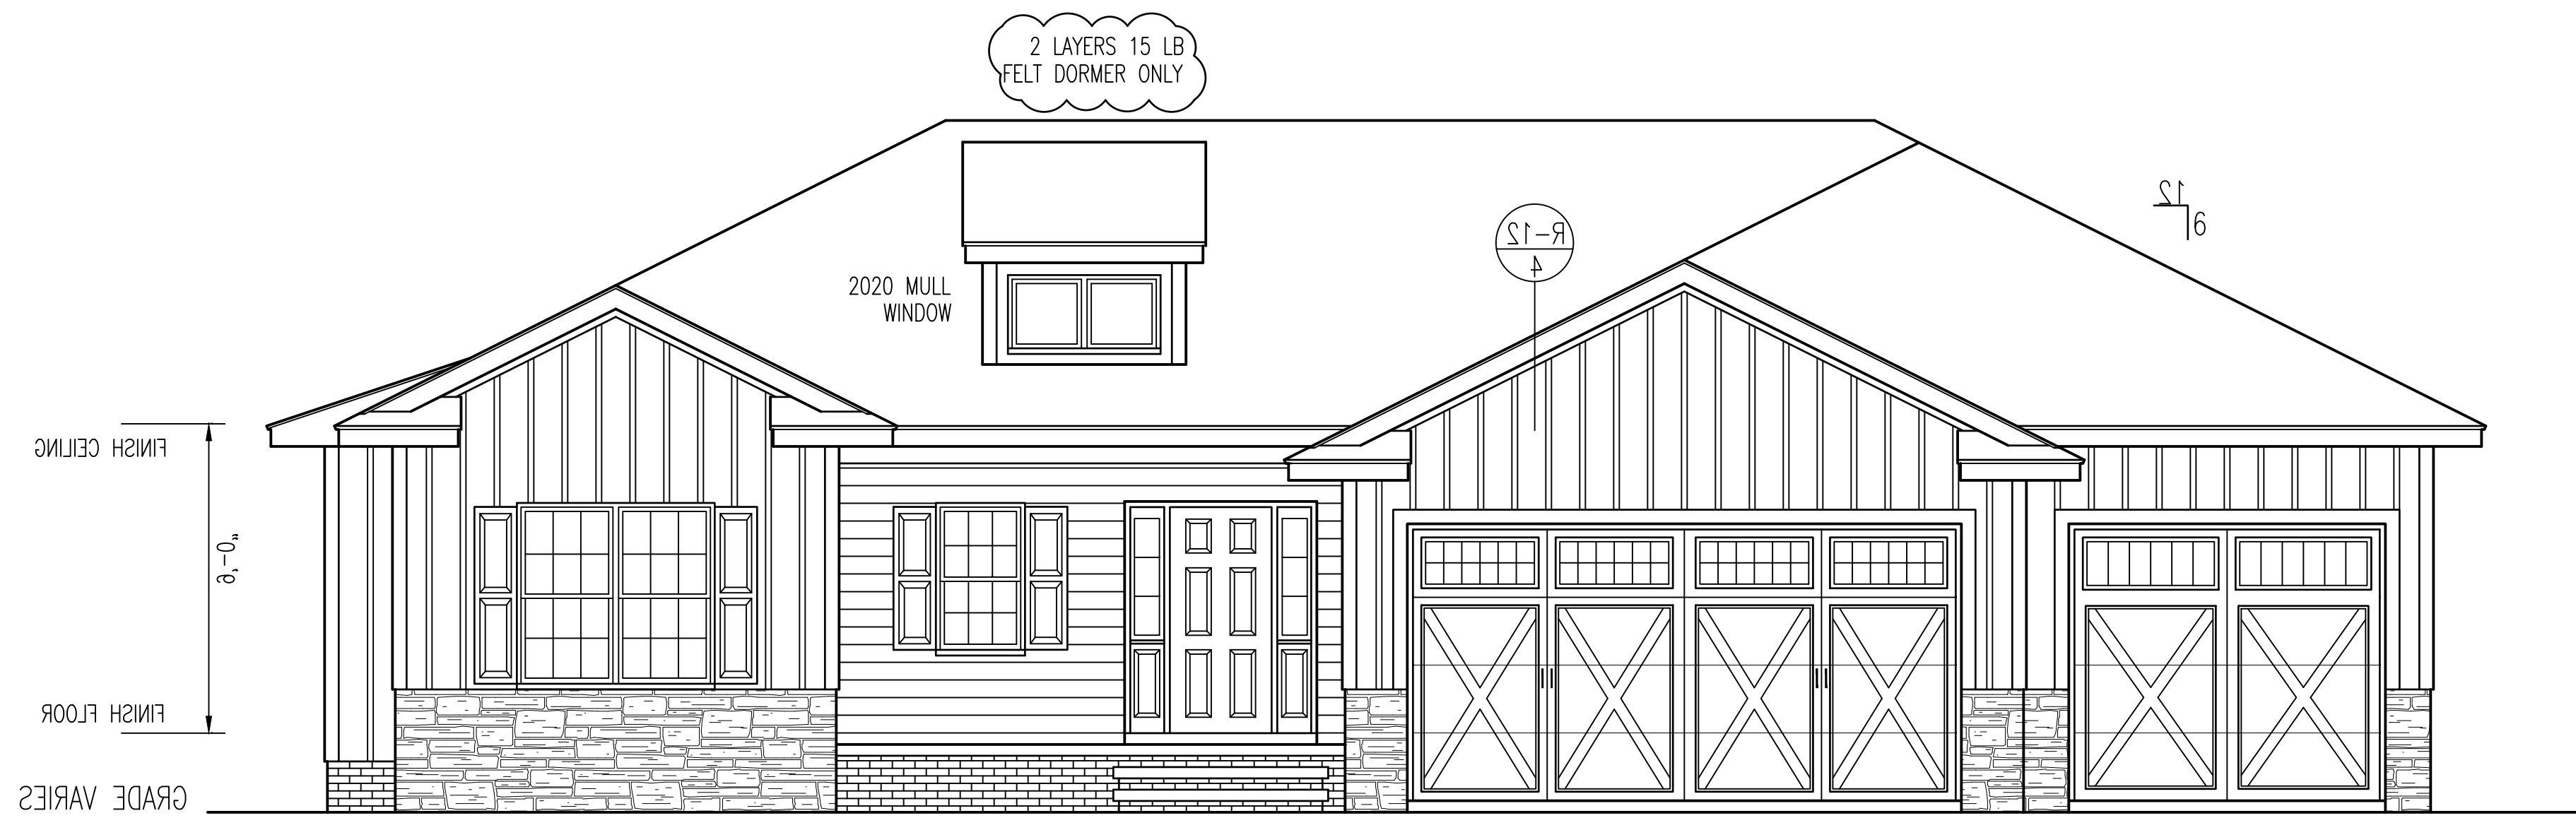 2 LAYERS 15 LB
FELT DORMER ONLY
12
6
R-12
4
2020 MULL
WINDOW
FINISH CEILING
9'-0"
FINISH FLOOR
GRADE VARIES